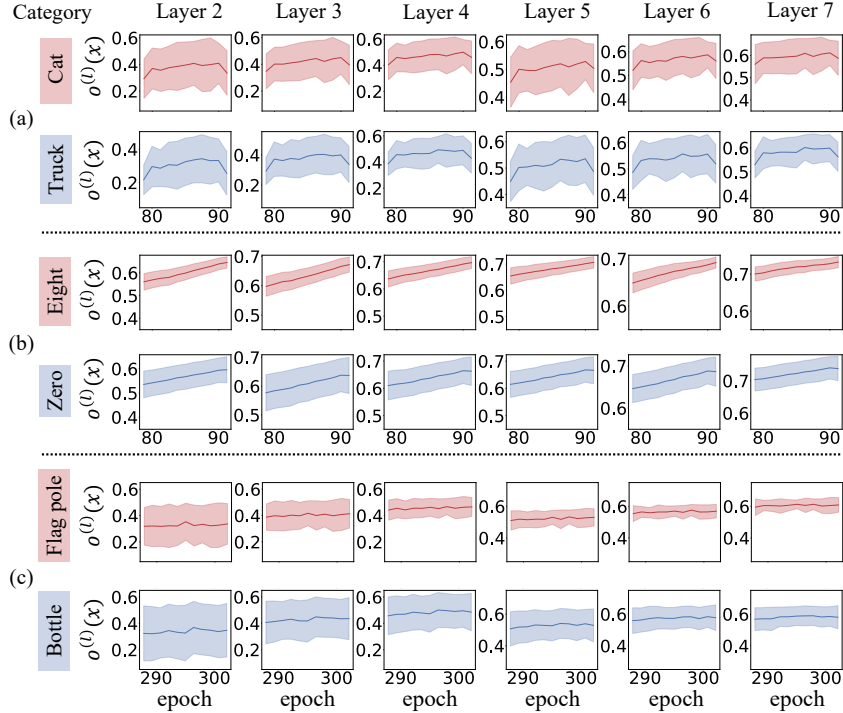 Category Layer 2 Layer 3 Layer 4 Layer 5 Layer 6 Layer 7
(a)
Cat
o^(l)(x)
0.6 0.4 0.2
0.6 0.4 0.2
0.6 0.4 0.2
0.6 0.5 0.4
0.6 0.5 0.4
0.6 0.4
Truck
o^(l)(x)
0.4 0.2
0.4 0.2
0.6 0.4 0.2
0.6 0.5 0.4
0.6 0.5 0.4
0.6 0.5 0.4
80 90 80 90 80 90 80 90 80 90 80 90
(b)
Eight
o^(l)(x)
0.6 0.5 0.4
0.7 0.6 0.5
0.7 0.6 0.5
0.7 0.6 0.5
0.7 0.6
0.7 0.6
Zero
o^(l)(x)
0.6 0.5 0.4
0.7 0.6 0.5
0.7 0.6 0.5
0.7 0.6 0.5
0.7 0.6
0.7 0.6
80 90 80 90 80 90 80 90 80 90 80 90
(c)
Flag pole
o^(l)(x)
0.6 0.4 0.2
0.6 0.4 0.2
0.6 0.4 0.2
0.6 0.4
0.6 0.4
0.6 0.4
Bottle
o^(l)(x)
0.6 0.4 0.2
0.6 0.4 0.2
0.6 0.4 0.2
0.6 0.4
0.6 0.4
0.6 0.4
290 300 290 300 290 300 290 300 290 300 290 300
epoch epoch epoch epoch epoch epoch